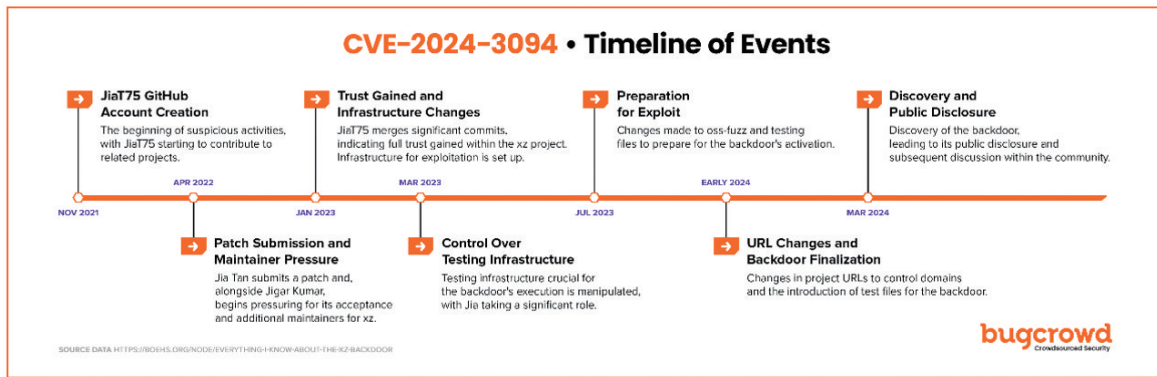 CVE-2024-3094 • Timeline of Events
JiaT75 GitHub
Account Creation
The beginning of suspicious activities,
with JiaT75 starting to contribute to
related projects.
Trust Gained and
Infrastructure Changes
JiaT75 merges significant commits,
indicating full trust gained within the xz project.
Infrastructure for exploitation is set up.
Preparation
for Exploit
Changes made to oss-fuzz and testing
files to prepare for the backdoor's activation.
Discovery and
Public Disclosure
Discovery of the backdoor,
leading to its public disclosure and
subsequent discussion within the community.
APR 2022
MAR 2023
EARLY 2024
NOV 2021
JAN 2023
JUL 2023
MAR 2024
Patch Submission and
Maintainer Pressure
Jia Tan submits a patch and,
alongside Jigar Kumar,
begins pressuring for its acceptance
and additional maintainers for xz.
Control Over
Testing Infrastructure
Testing infrastructure crucial for
the backdoor's execution is manipulated,
with Jia taking a significant role.
URL Changes and
Backdoor Finalization
Changes in project URLs to control domains
and the introduction of test files for the backdoor.
SOURCE DATA HTTPS://BOEHS.ORG/NODE/EVERYTHING-I-KNOW-ABOUT-THE-XZ-BACKDOOR
bugcrowd
Crowdsourced Security